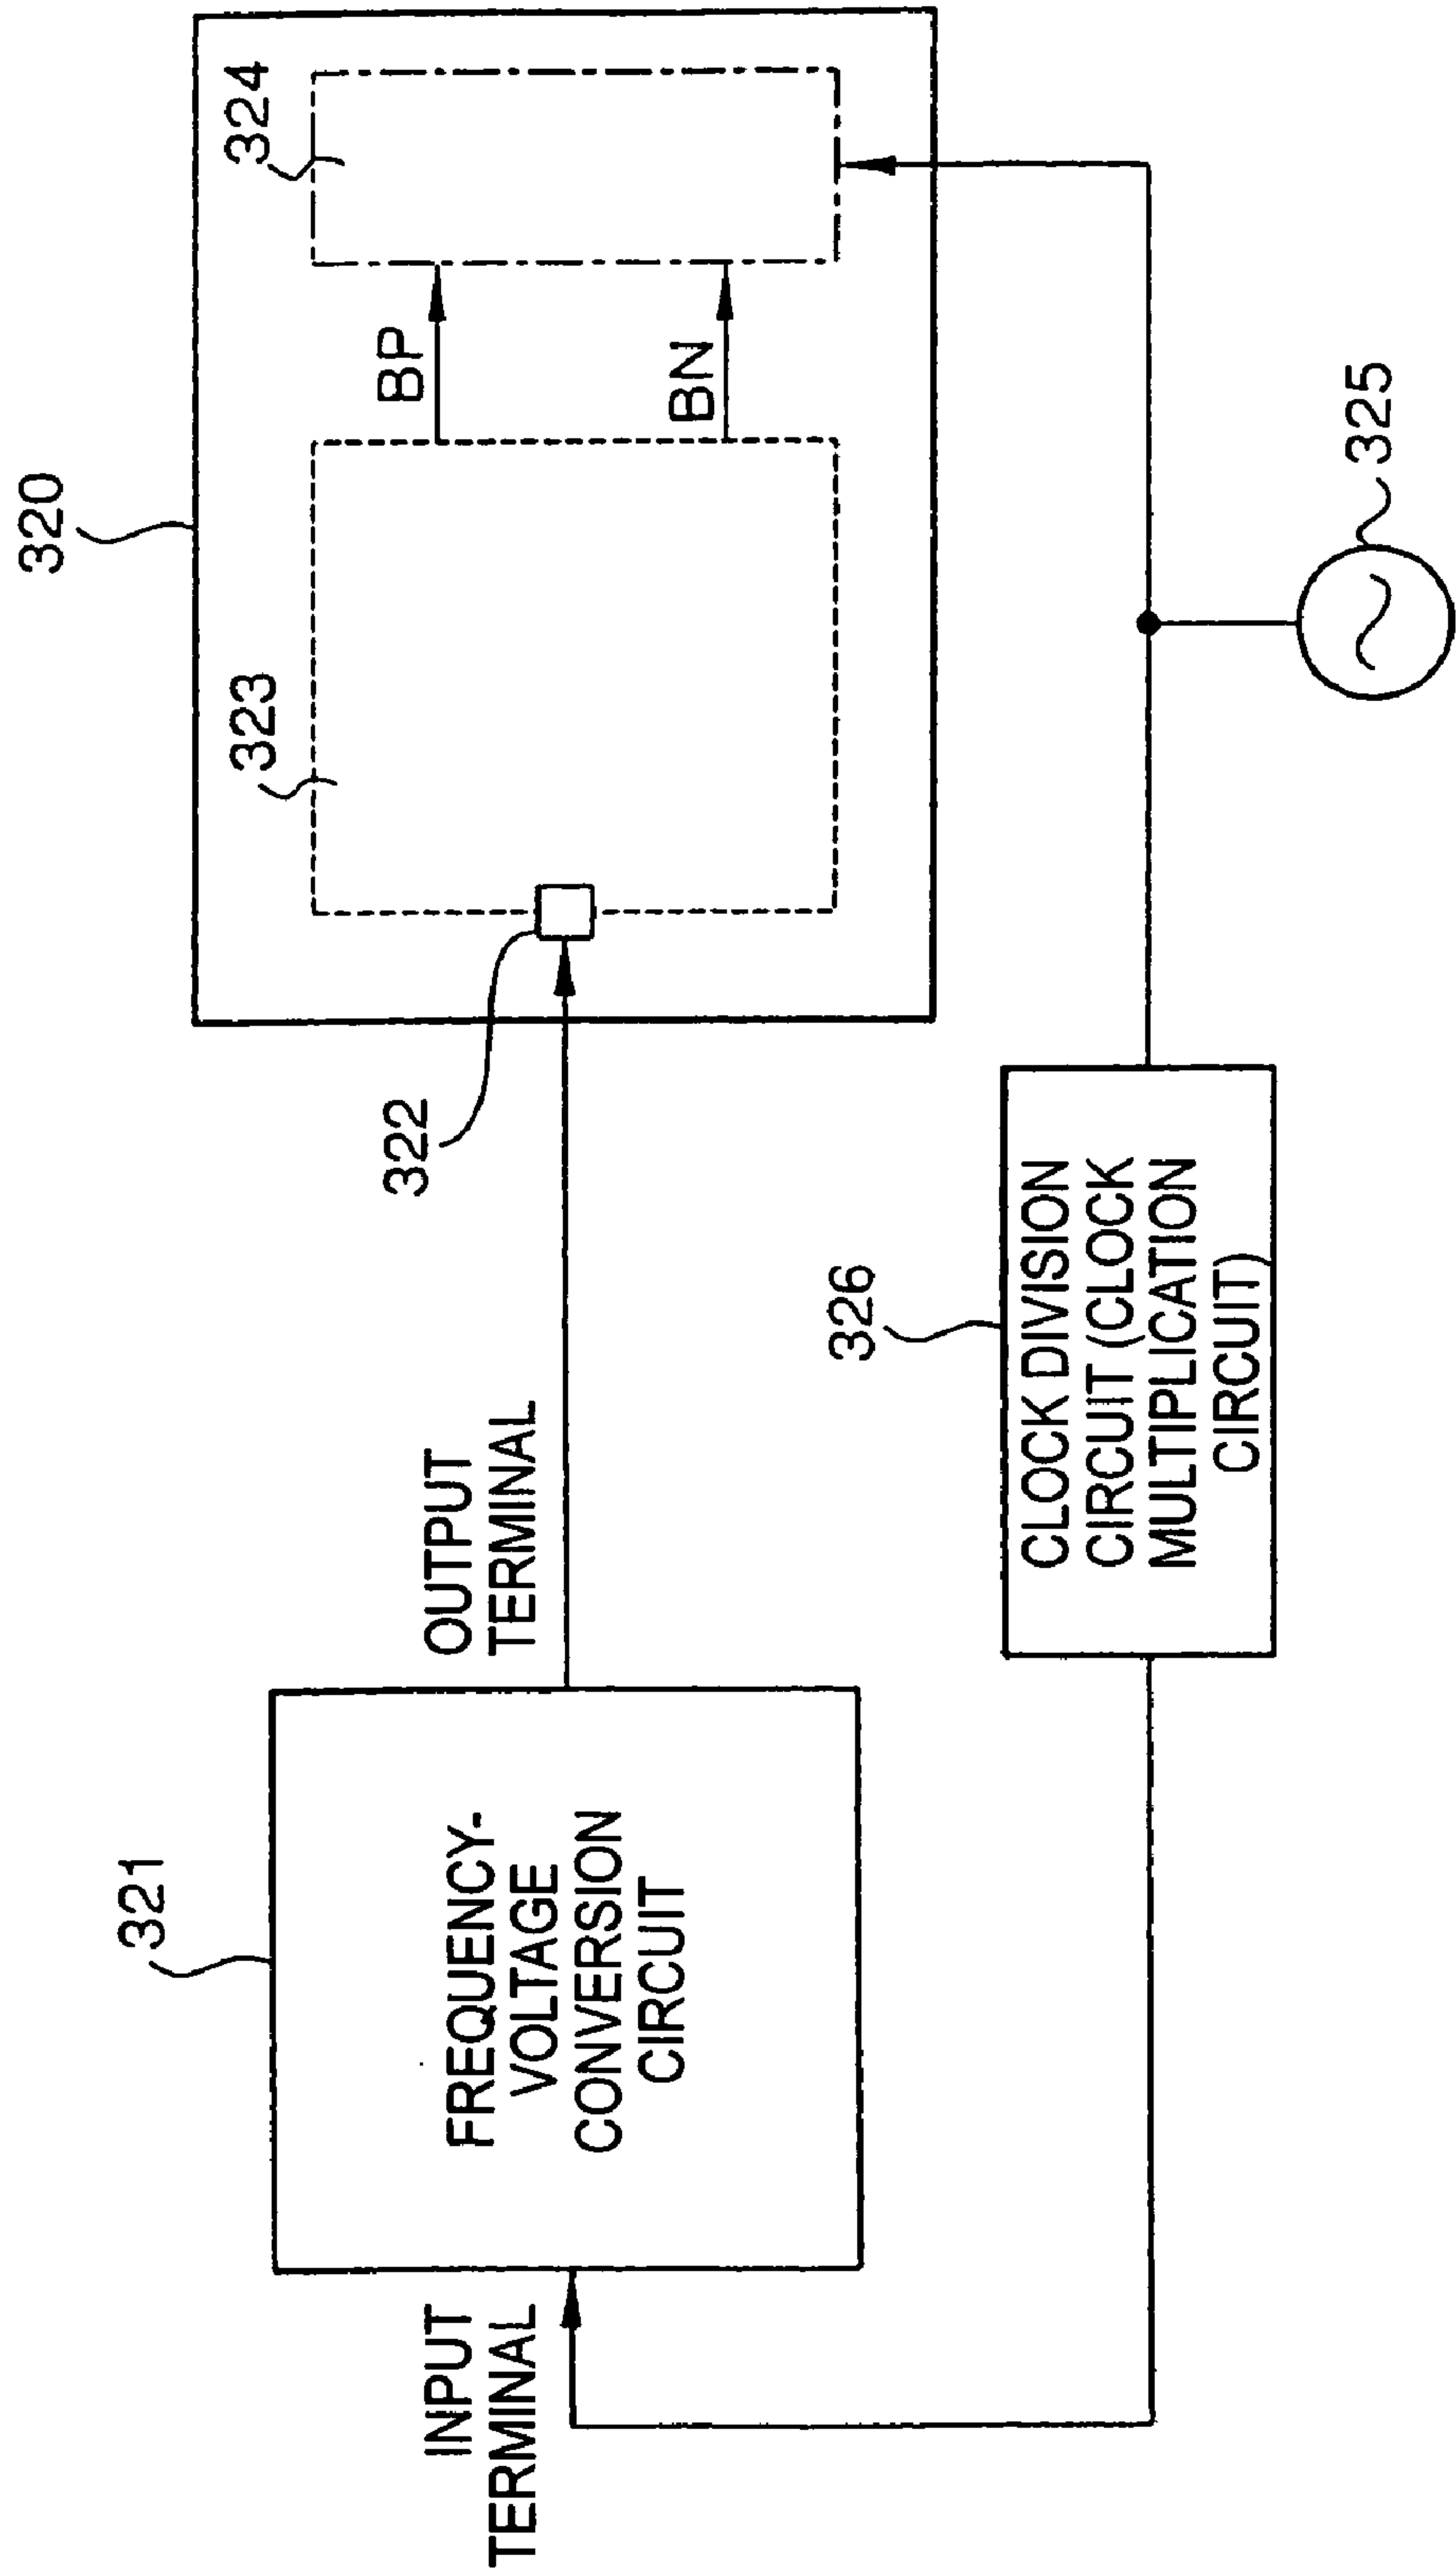 320
324
BP
BN
323
322
321
FREQUENCY-
VOLTAGE
CONVERSION
CIRCUIT
OUTPUT
TERMINAL
INPUT
TERMINAL
326
CLOCK DIVISION
CIRCUIT (CLOCK
MULTIPLICATION
CIRCUIT)
325